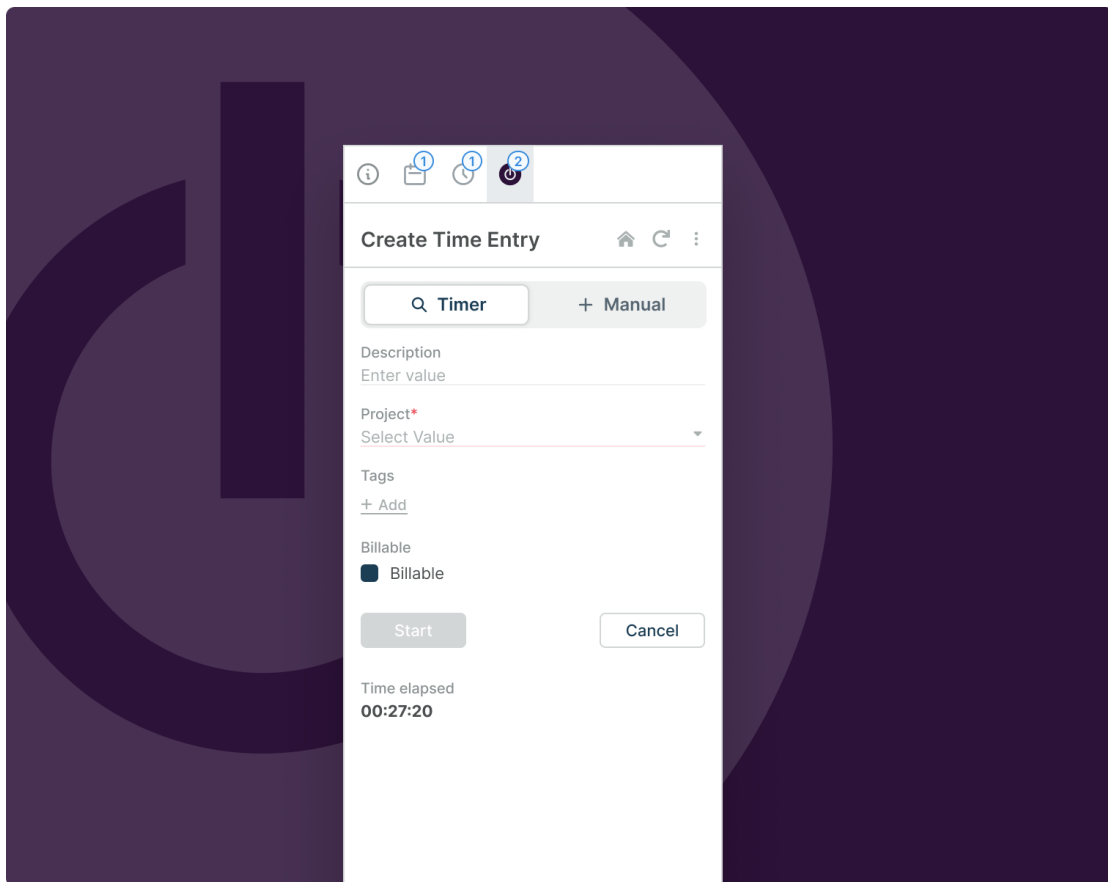 1 1 2
Create Time Entry
Timer + Manual
Description
Enter value
Project*
Select Value
Tags
+ Add
Billable
Billable
Start Cancel
Time elapsed
00:27:20